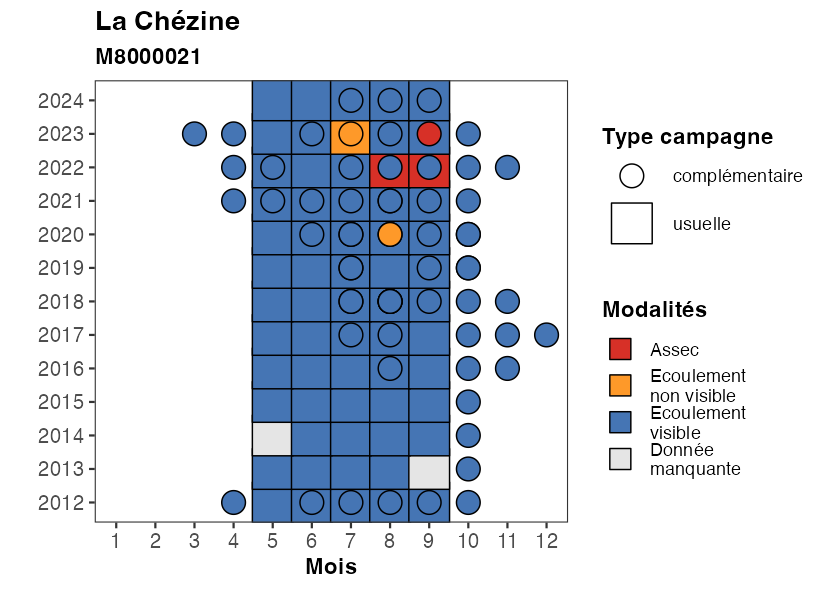 La Chézine
M8000021
2024
2023
2022
2021
2020
2019
2018
2017
2016
2015
2014
2013
2012
1 2 3 4 5 6 7 8 9 10 11 12
Mois
Type campagne
complémentaire
usuelle
Modalités
Assec
Ecoulement
non visible
Ecoulement
visible
Donnée
manquante